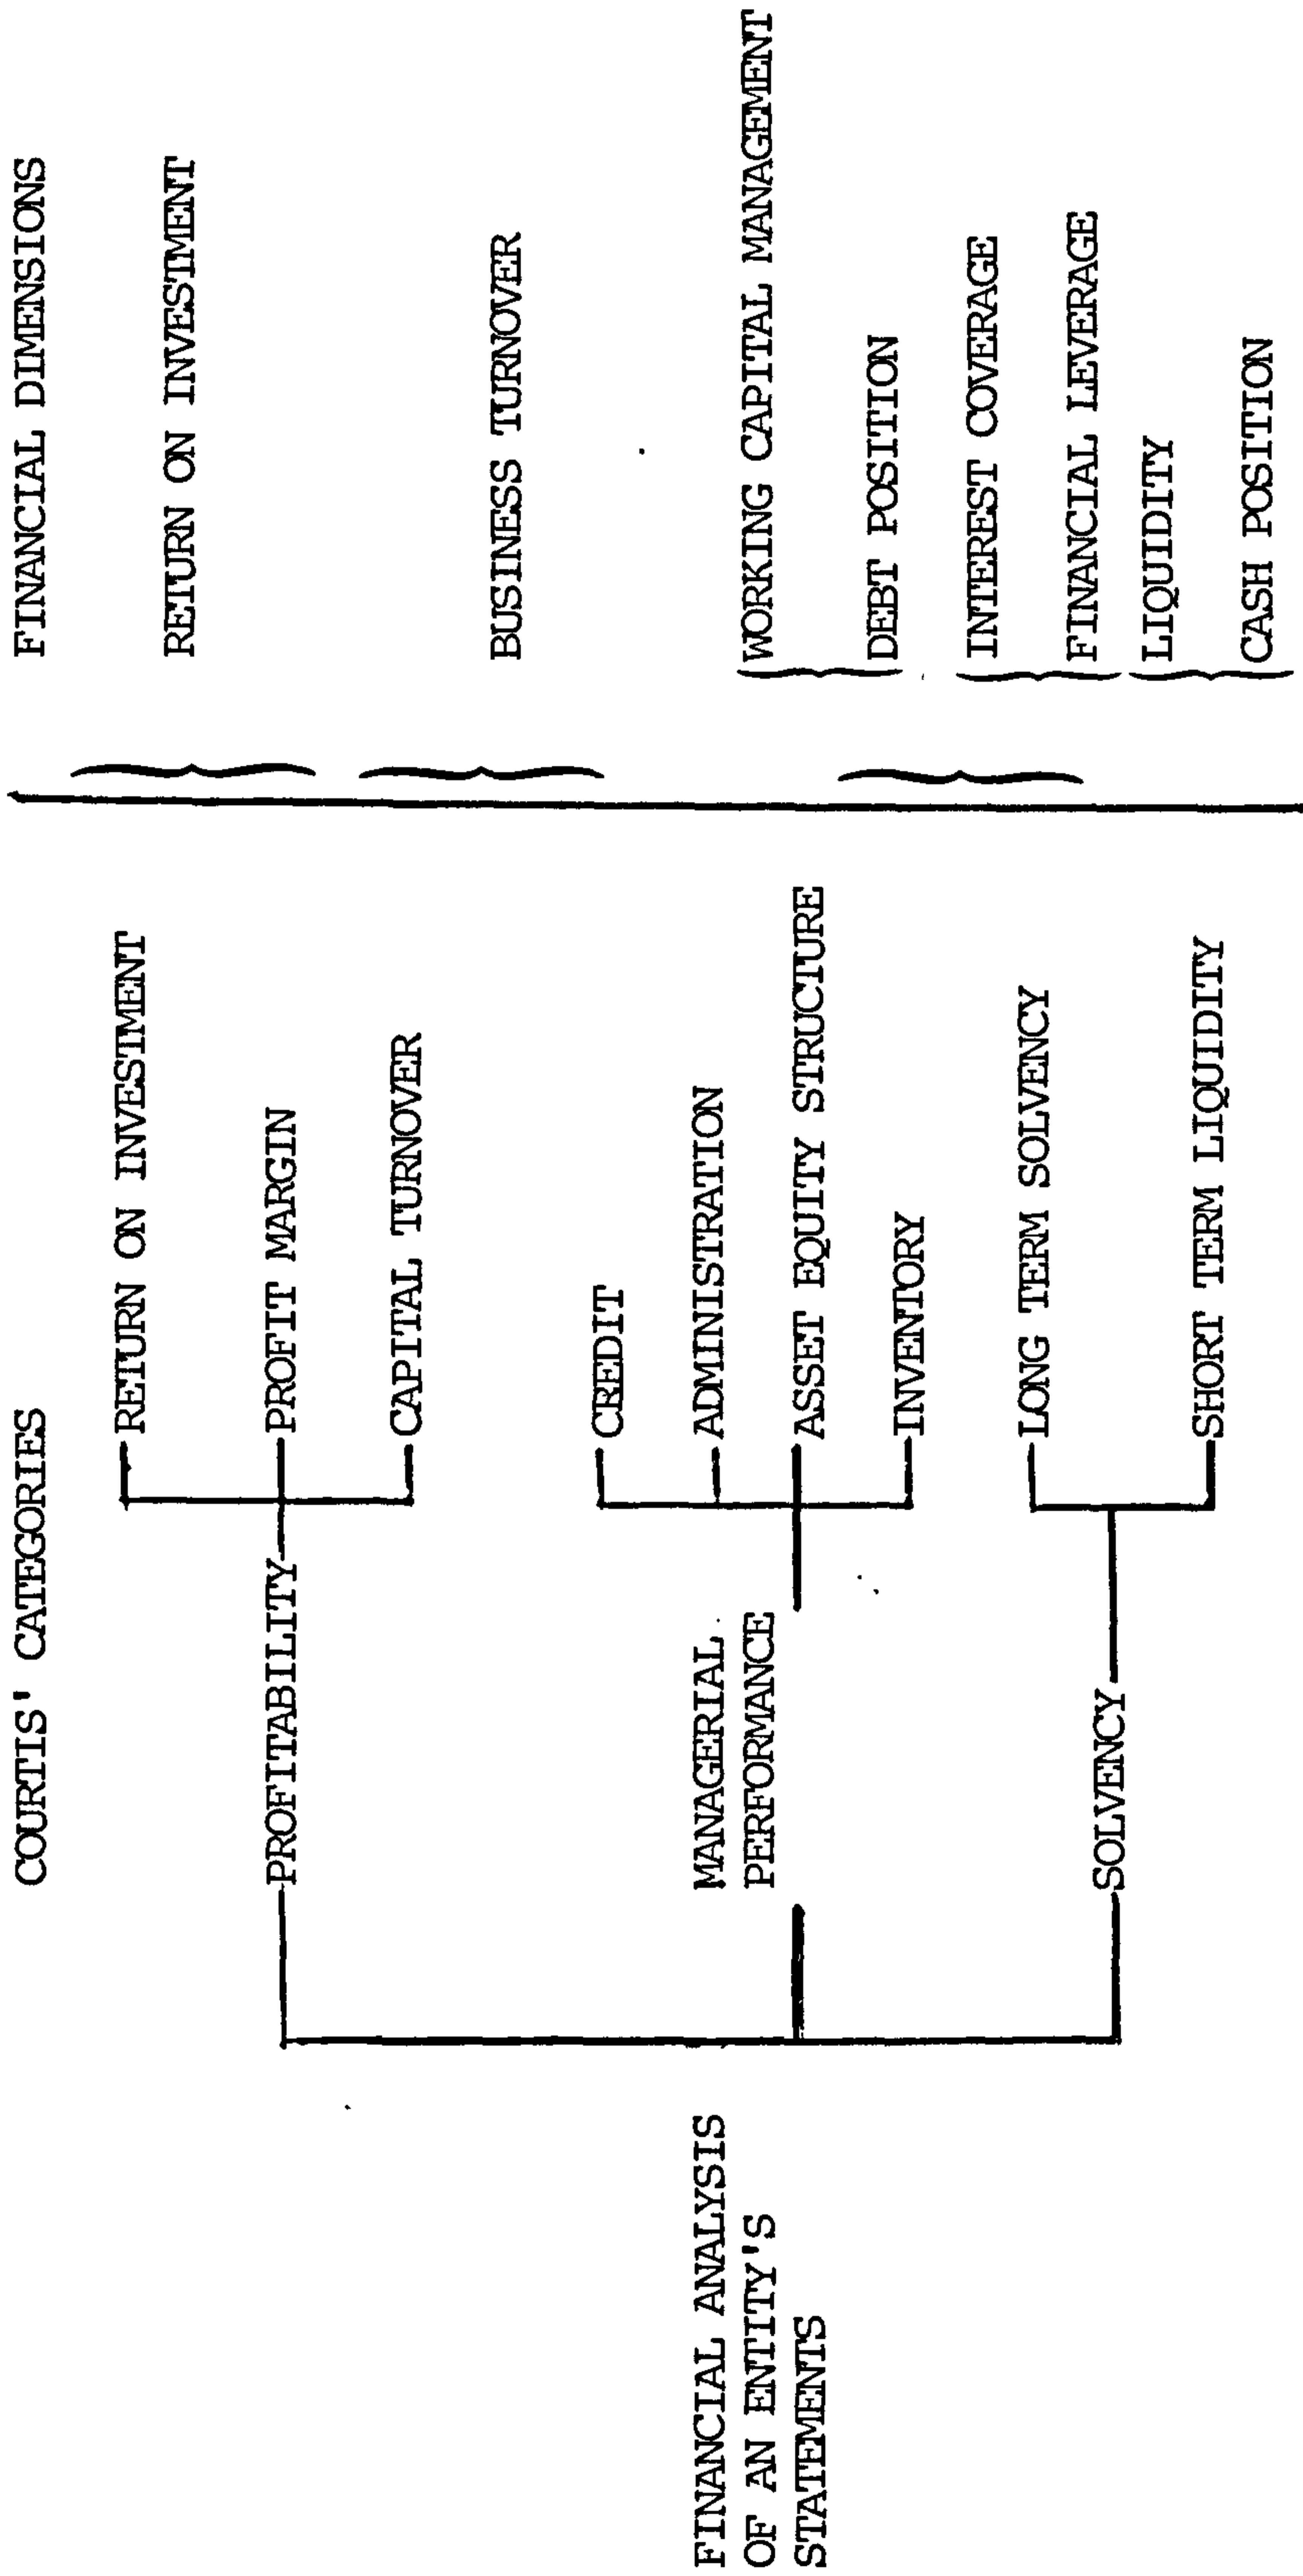 COURTIS' CATEGORIES
FINANCIAL DIMENSIONS
FINANCIAL ANALYSIS
OF AN ENTITY'S
STATEMENTS
PROFITABILITY
RETURN ON INVESTMENT
PROFIT MARGIN
CAPITAL TURNOVER
MANAGERIAL
PERFORMANCE
CREDIT
ADMINISTRATION
ASSET EQUITY STRUCTURE
INVENTORY
SOLVENCY
LONG TERM SOLVENCY
SHORT TERM LIQUIDITY
RETURN ON INVESTMENT
BUSINESS TURNOVER
WORKING CAPITAL MANAGEMENT
DEBT POSITION
INTEREST COVERAGE
FINANCIAL LEVERAGE
LIQUIDITY
CASH POSITION